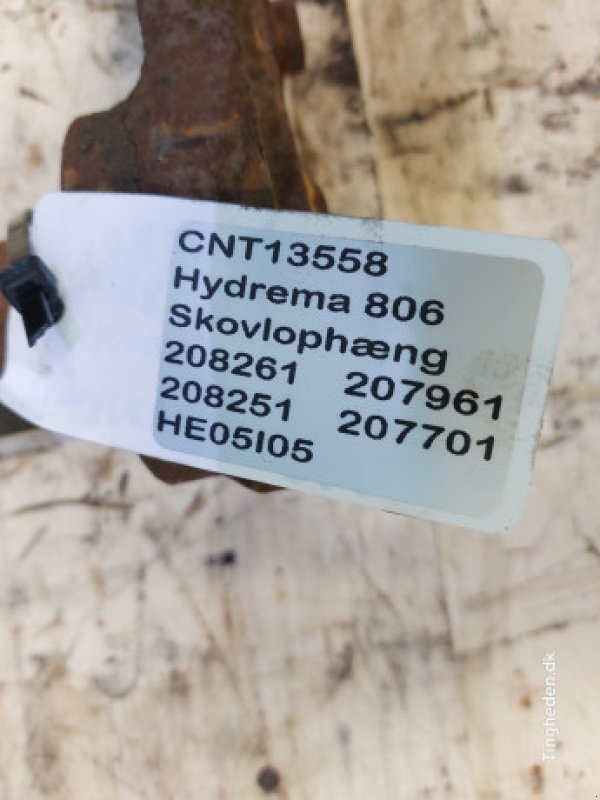 CNT13558
Hydrema 806
Skovlophæng
208261 207961
208251 207701
HE05I05
Tingheden.dk